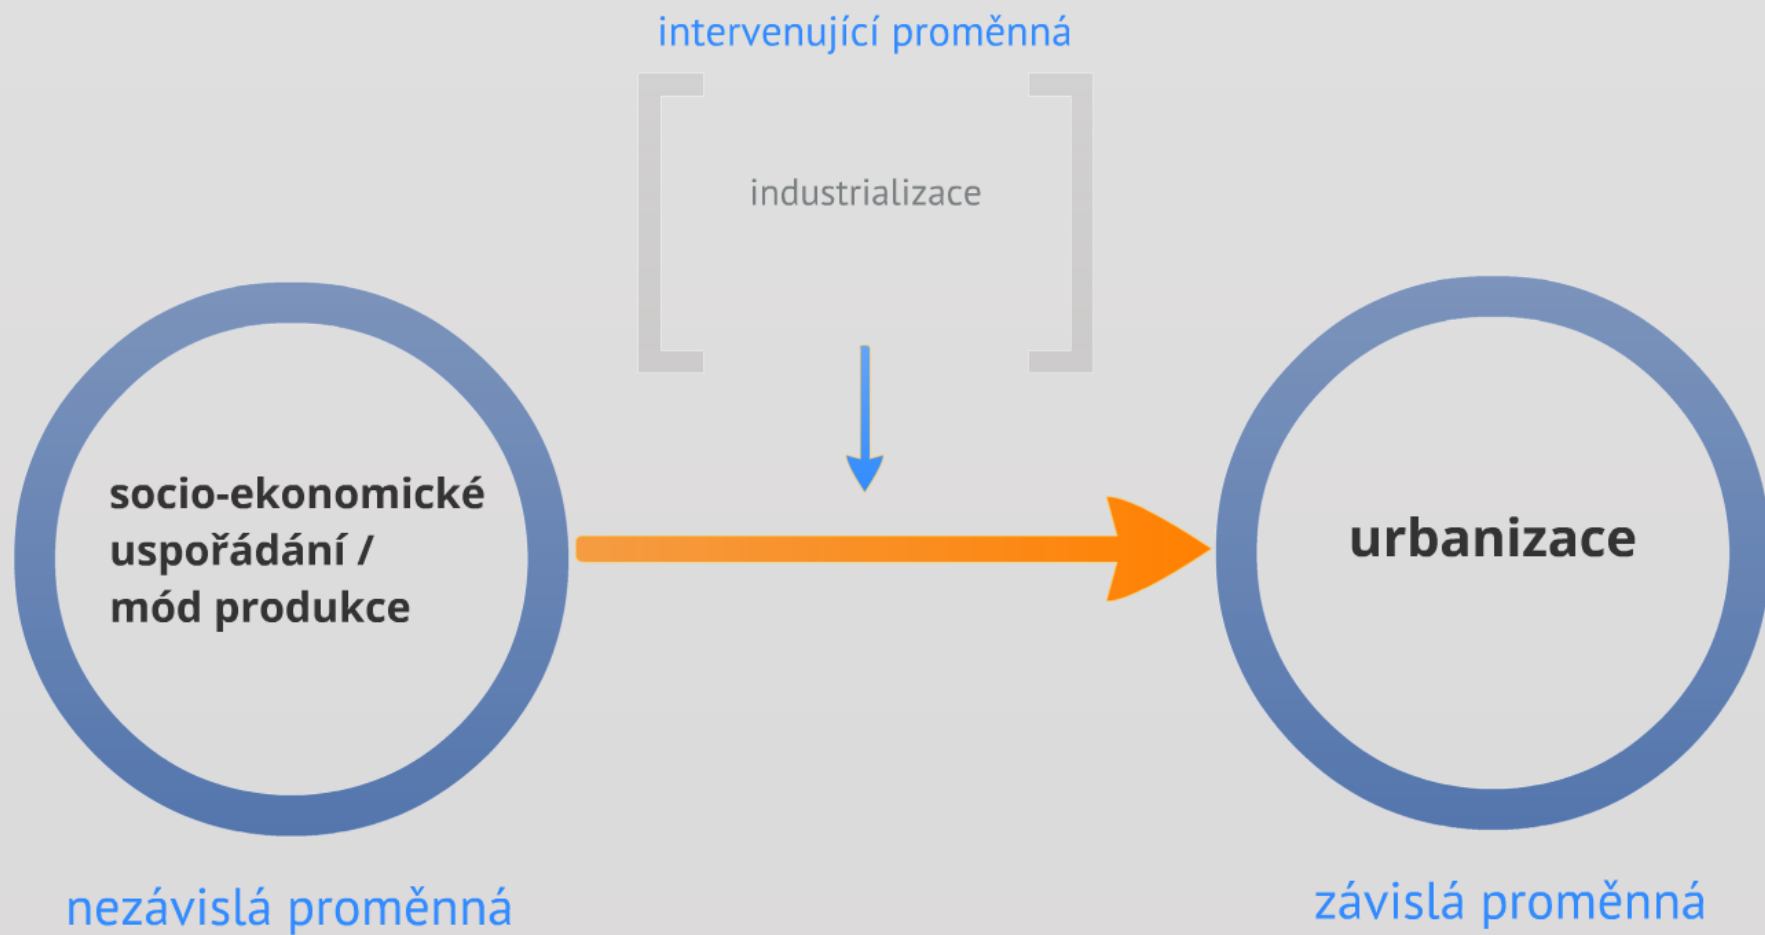 intervenující proměnná
industrializace
socio-ekonomické
uspořádání /
mód produkce
urbanizace
nezávislá proměnná
závislá proměnná